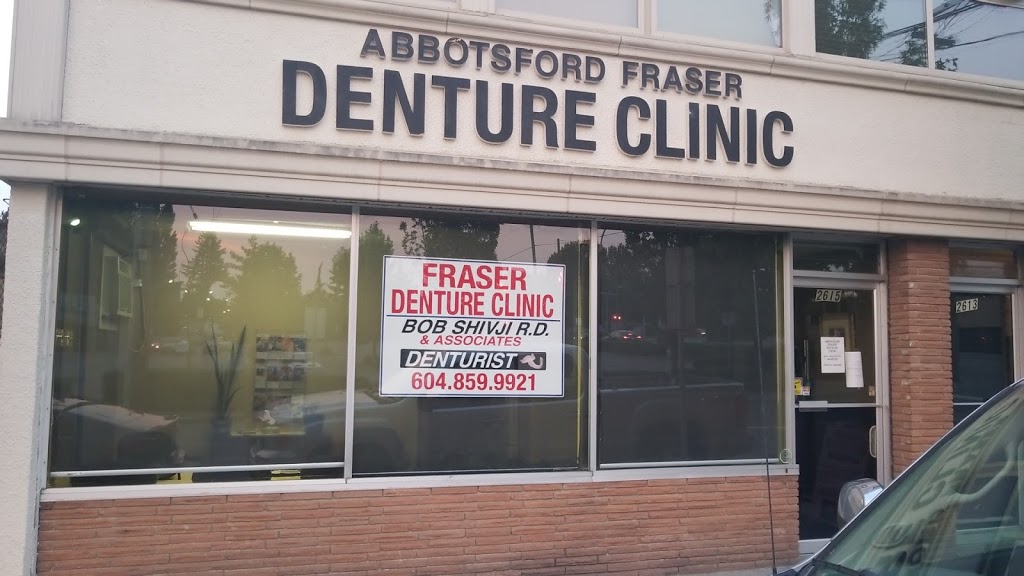 ABBOTSFORD FRASER
DENTURE CLINIC
FRASER
DENTURE CLINIC
BOB SHIVJI R.D.
& ASSOCIATES
DENTURIST
604.859.9921
2615
2613